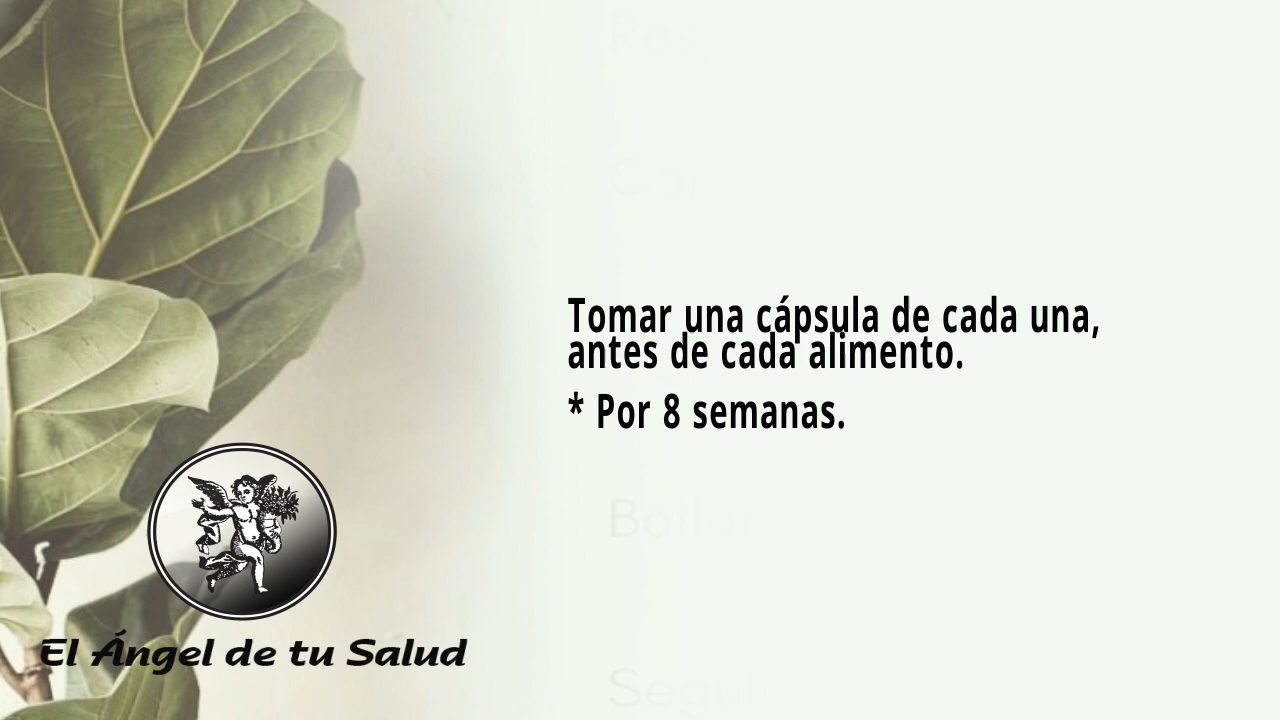 Tomar una cápsula de cada una,
antes de cada alimento.
* Por 8 semanas.
El Ángel de tu Salud